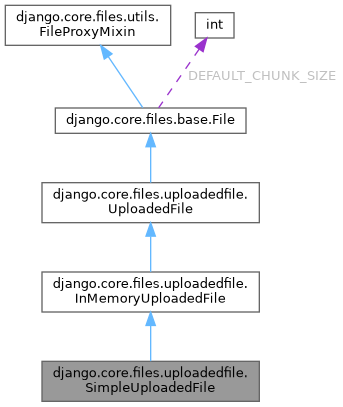 django.core.files.utils.
FileProxyMixin
int
DEFAULT_CHUNK_SIZE
django.core.files.base.File
django.core.files.uploadedfile.
UploadedFile
django.core.files.uploadedfile.
InMemoryUploadedFile
django.core.files.uploadedfile.
SimpleUploadedFile